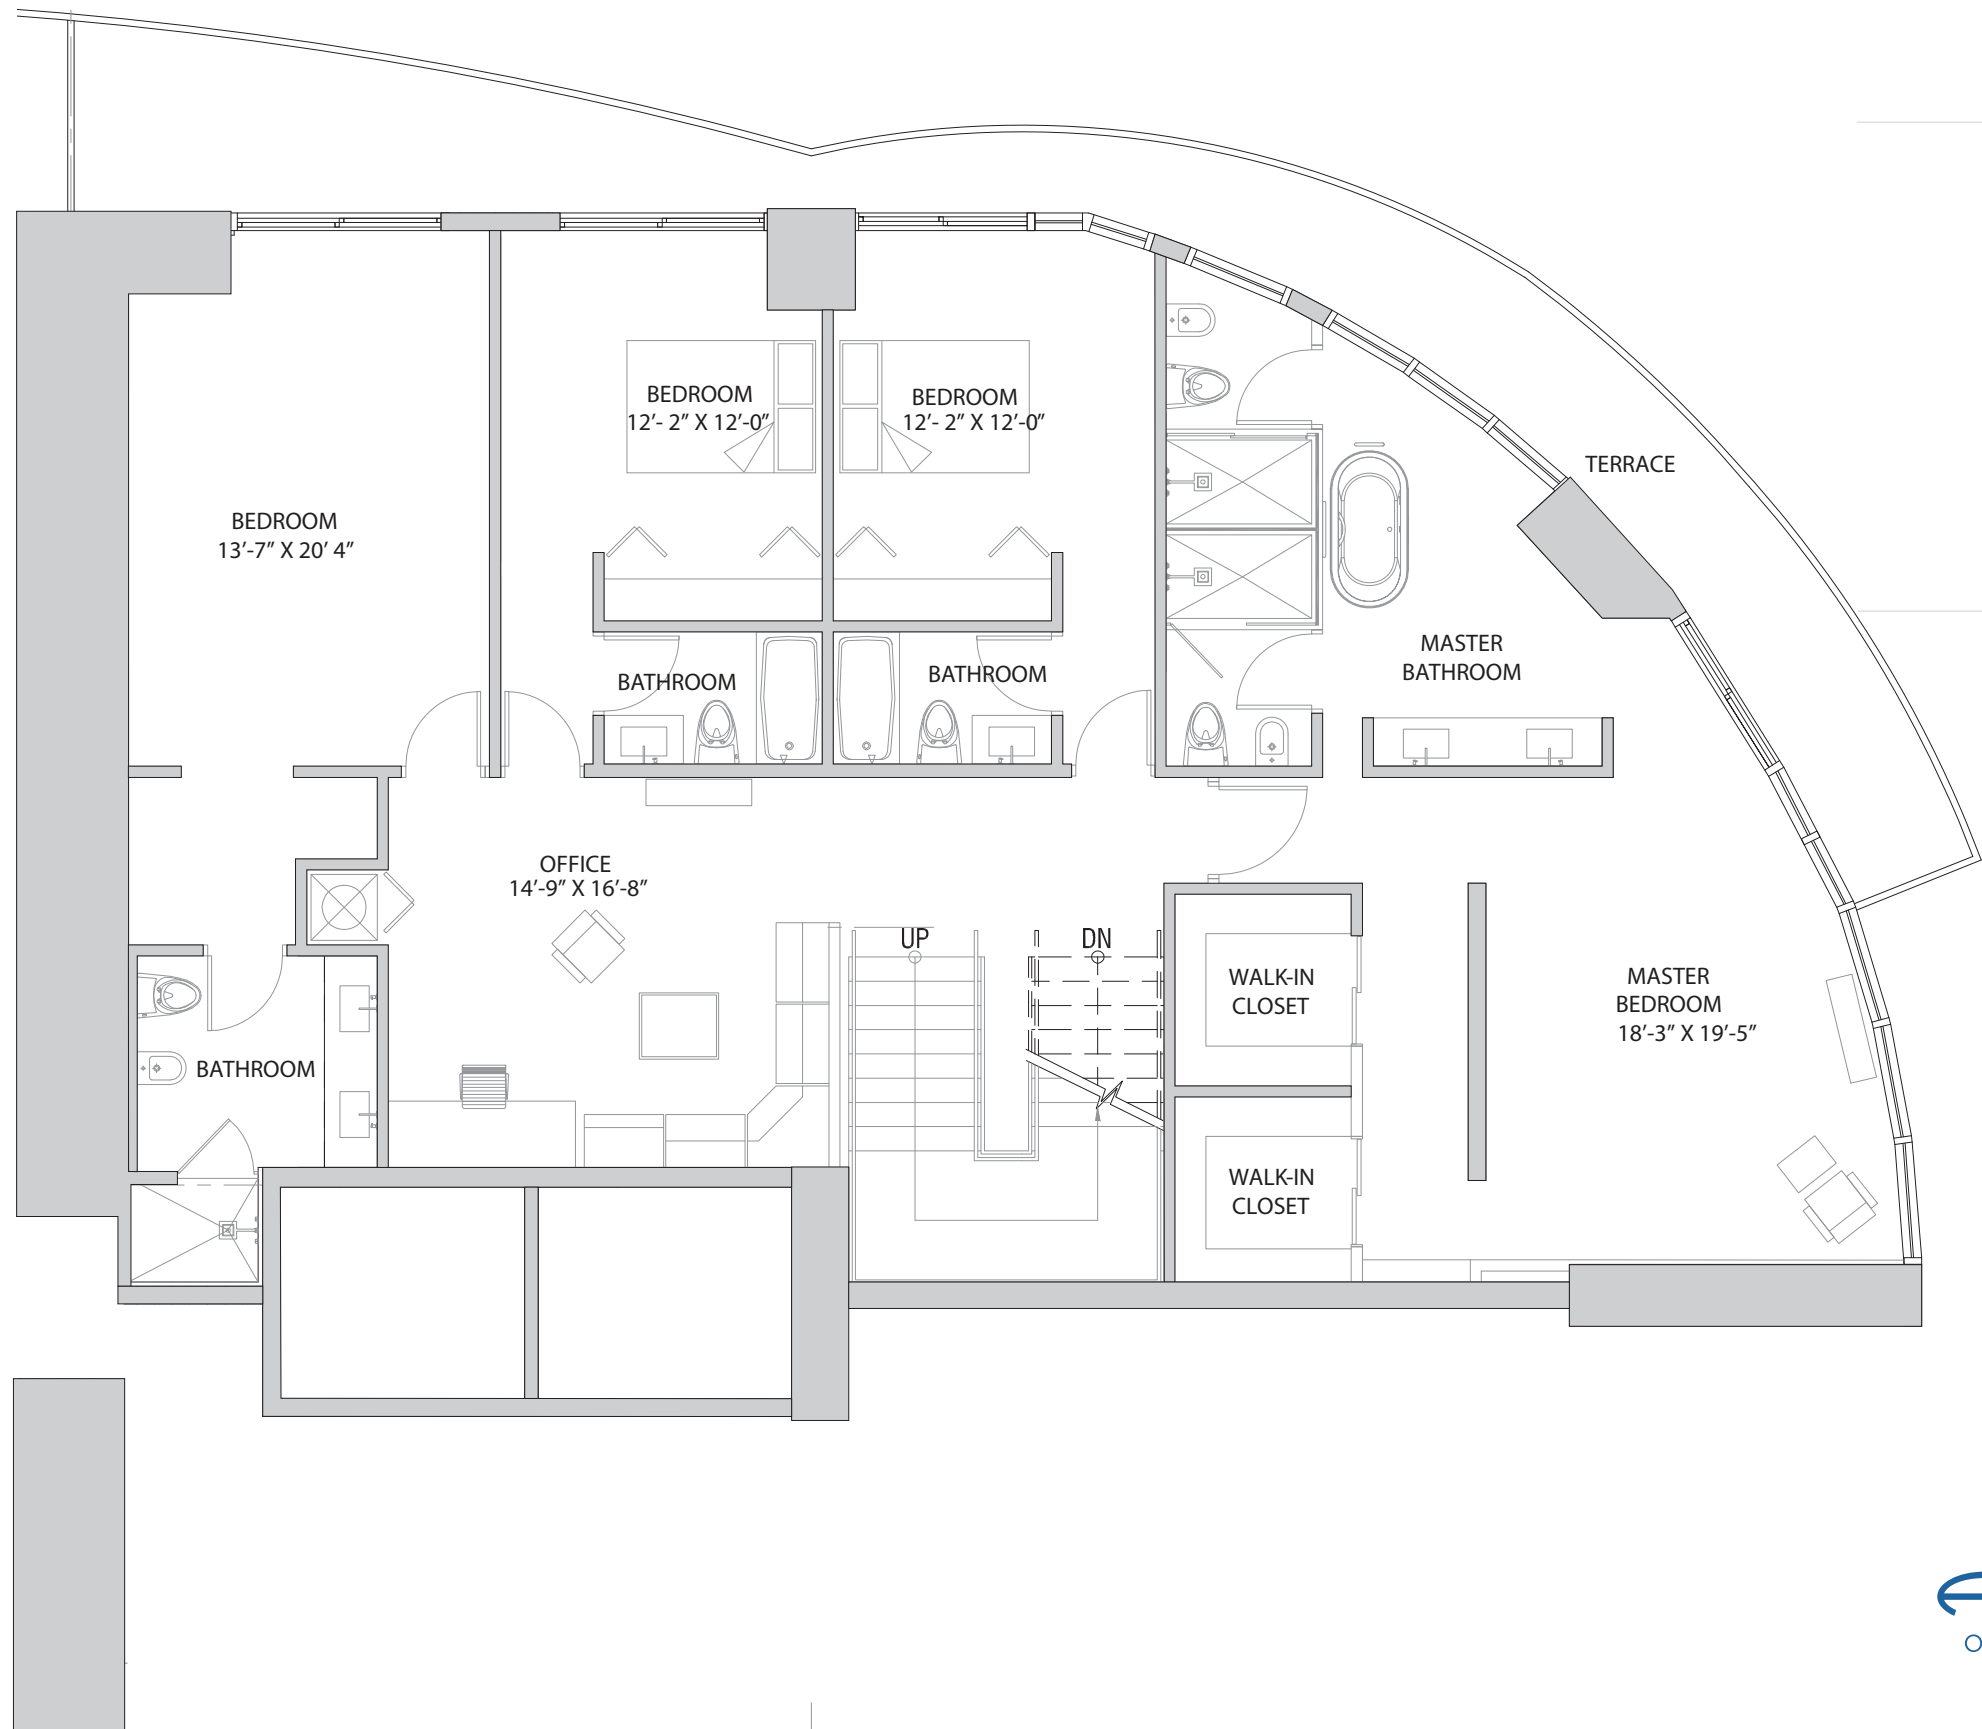 BEDROOM
12’- 2” X 12’-0”
BEDROOM
12’- 2” X 12’-0”
TERRACE
BEDROOM
13’-7” X 20’ 4”
MASTER
BATHROOM
BATHROOM
BATHROOM
OFFICE
14’-9” X 16’-8”
UP
DN
WALK-IN
CLOSET
MASTER
BEDROOM
18’-3” X 19’-5”
BATHROOM
WALK-IN
CLOSET